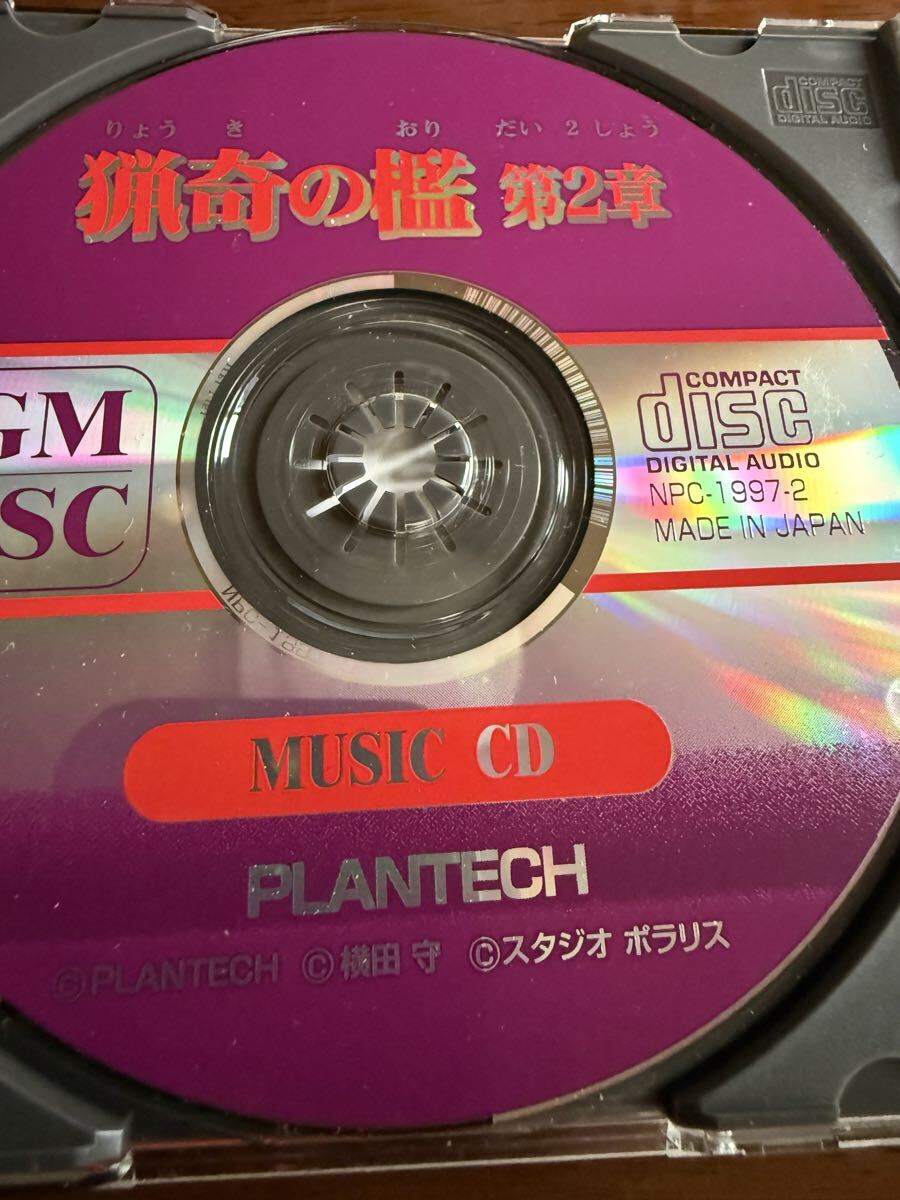 COMPACT
disc
DIGITAL AUDIO
りょう き おり だい 2 しょう
猟奇の檻 第2章
GM
SC
COMPACT
disc
DIGITAL AUDIO
NPC-1997-2
MADE IN JAPAN
MUSIC CD
PLANTECH
©PLANTECH ©横田 守 ©スタジオ ポラリス